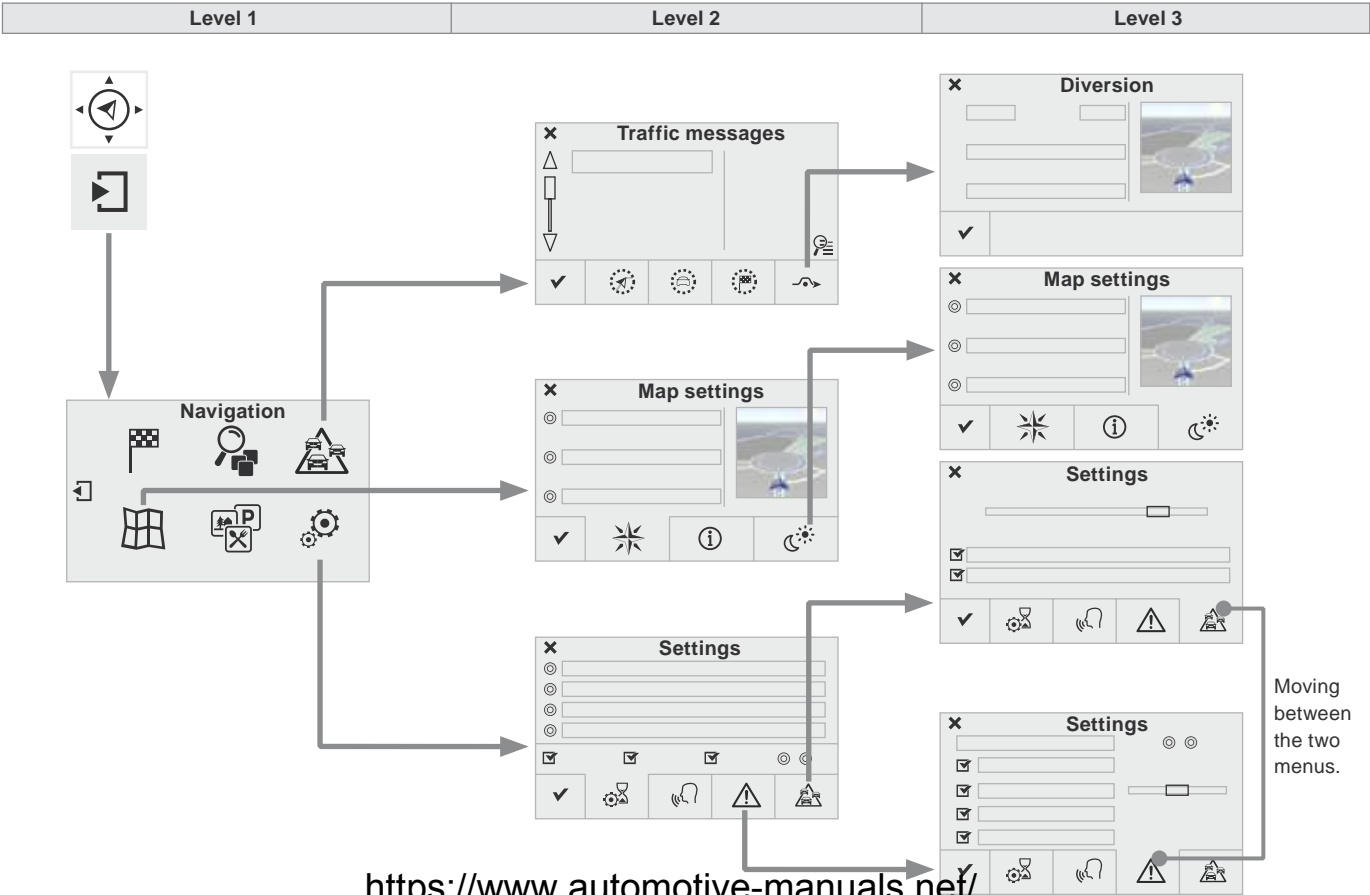 Level 1
Level 2
Level 3
Diversion
Traffic messages
Map settings
Map settings
Navigation
P
Settings
Settings
Moving
between
the two
menus.
Settings
https://www.automotive-manuals.net/